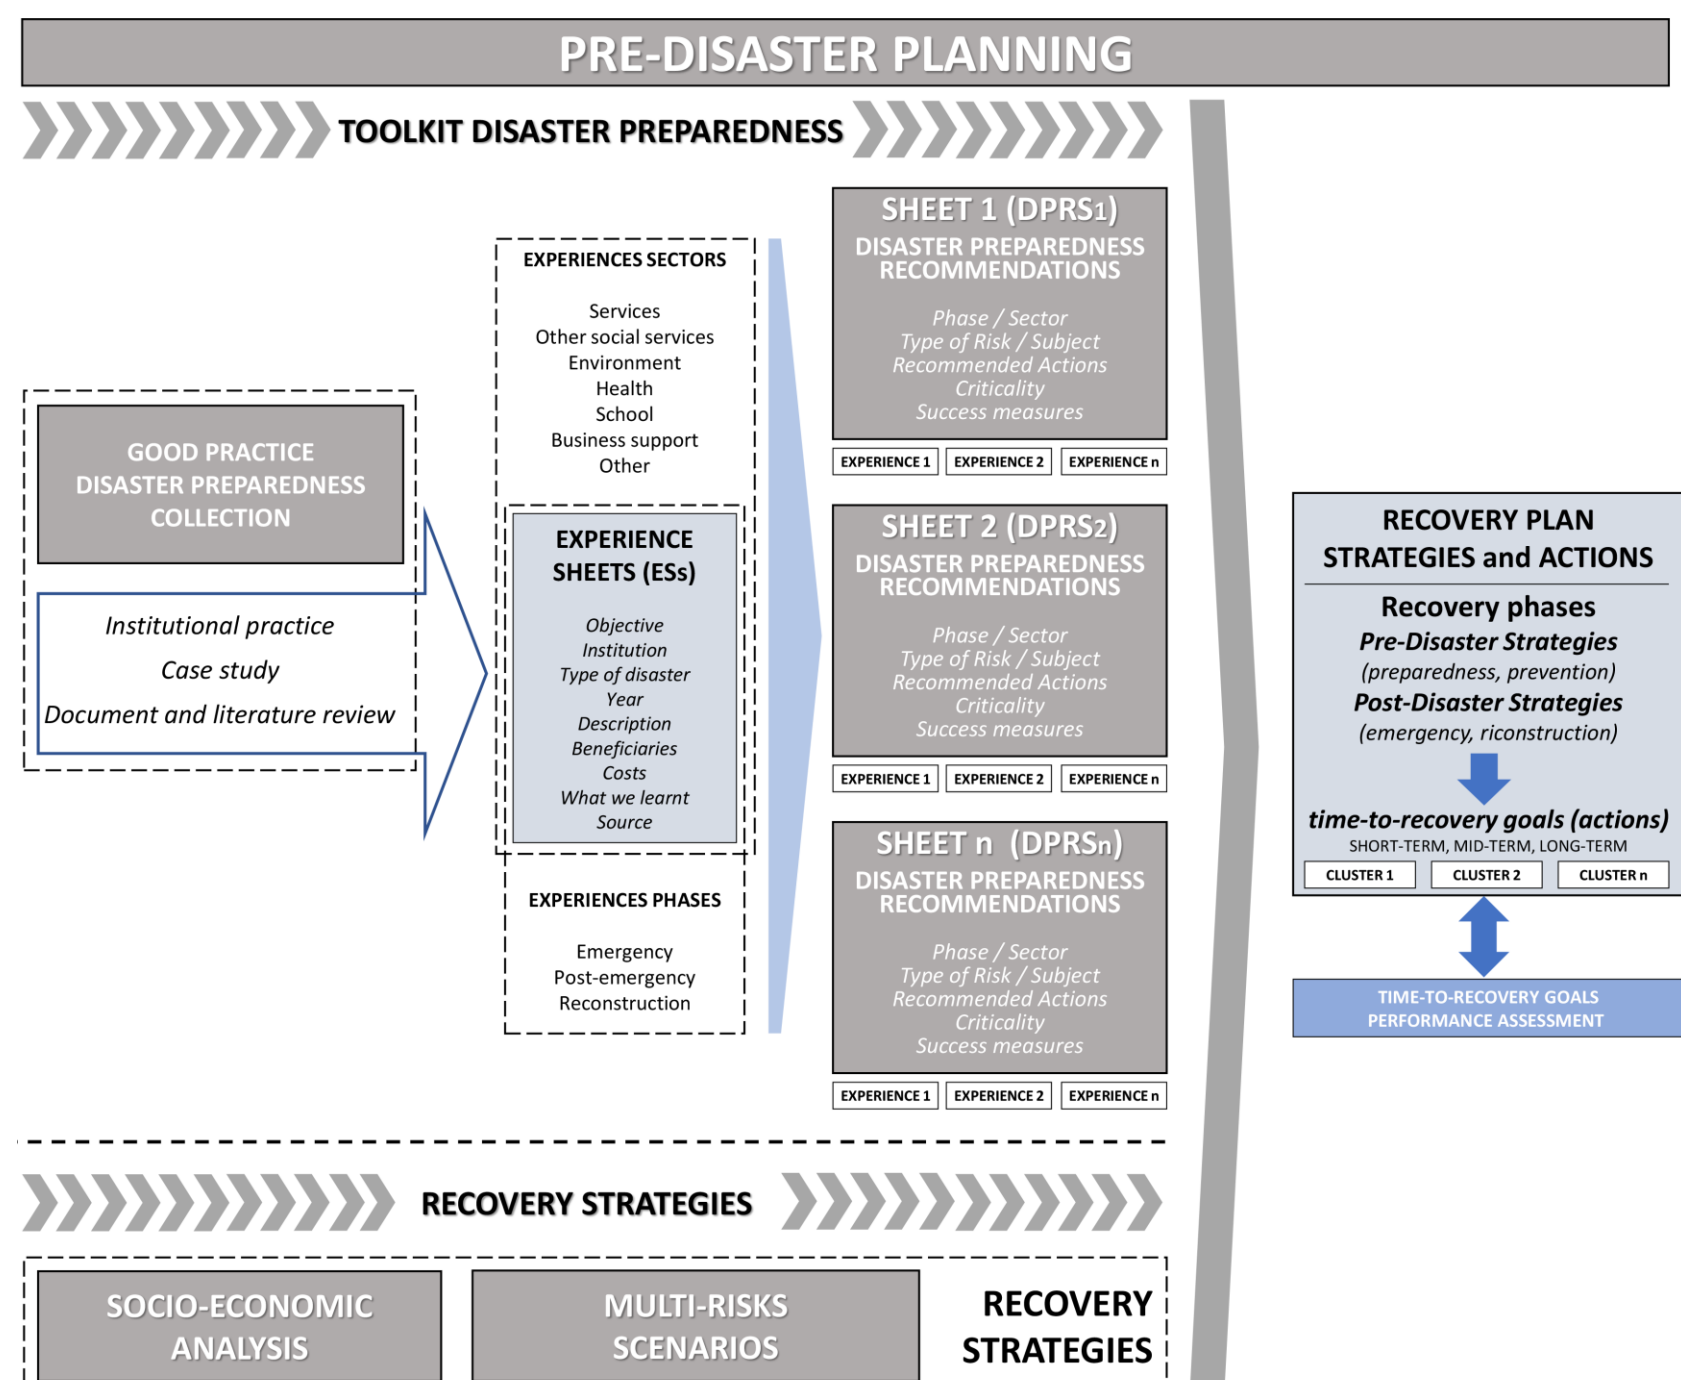 PRE-DISASTER PLANNING
TOOLKIT DISASTER PREPAREDNESS
GOOD PRACTICE
DISASTER PREPAREDNESS
COLLECTION
Institutional practice
Case study
Document and literature review
EXPERIENCES SECTORS
Services
Other social services
Environment
Health
School
Business support
Other
EXPERIENCE
SHEETS (ESs)
Objective
Institution
Type of disaster
Year
Description
Beneficiaries
Costs
What we learnt
Source
EXPERIENCES PHASES
Emergency
Post-emergency
Reconstruction
SHEET 1 (DPRS1)
DISASTER PREPAREDNESS
RECOMMENDATIONS
Phase / Sector
Type of Risk / Subject
Recommended Actions
Criticality
Success measures
EXPERIENCE 1 EXPERIENCE 2 EXPERIENCE n
SHEET 2 (DPRS2)
DISASTER PREPAREDNESS
RECOMMENDATIONS
Phase / Sector
Type of Risk / Subject
Recommended Actions
Criticality
Success measures
EXPERIENCE 1 EXPERIENCE 2 EXPERIENCE n
SHEET n (DPRSn)
DISASTER PREPAREDNESS
RECOMMENDATIONS
Phase / Sector
Type of Risk / Subject
Recommended Actions
Criticality
Success measures
EXPERIENCE 1 EXPERIENCE 2 EXPERIENCE n
RECOVERY PLAN
STRATEGIES and ACTIONS
Recovery phases
Pre-Disaster Strategies
(preparedness, prevention)
Post-Disaster Strategies
(emergency, riconstruction)
time-to-recovery goals (actions)
SHORT-TERM, MID-TERM, LONG-TERM
CLUSTER 1 CLUSTER 2 CLUSTER n
TIME-TO-RECOVERY GOALS
PERFORMANCE ASSESSMENT
RECOVERY STRATEGIES
SOCIO-ECONOMIC
ANALYSIS
MULTI-RISKS
SCENARIOS
RECOVERY
STRATEGIES